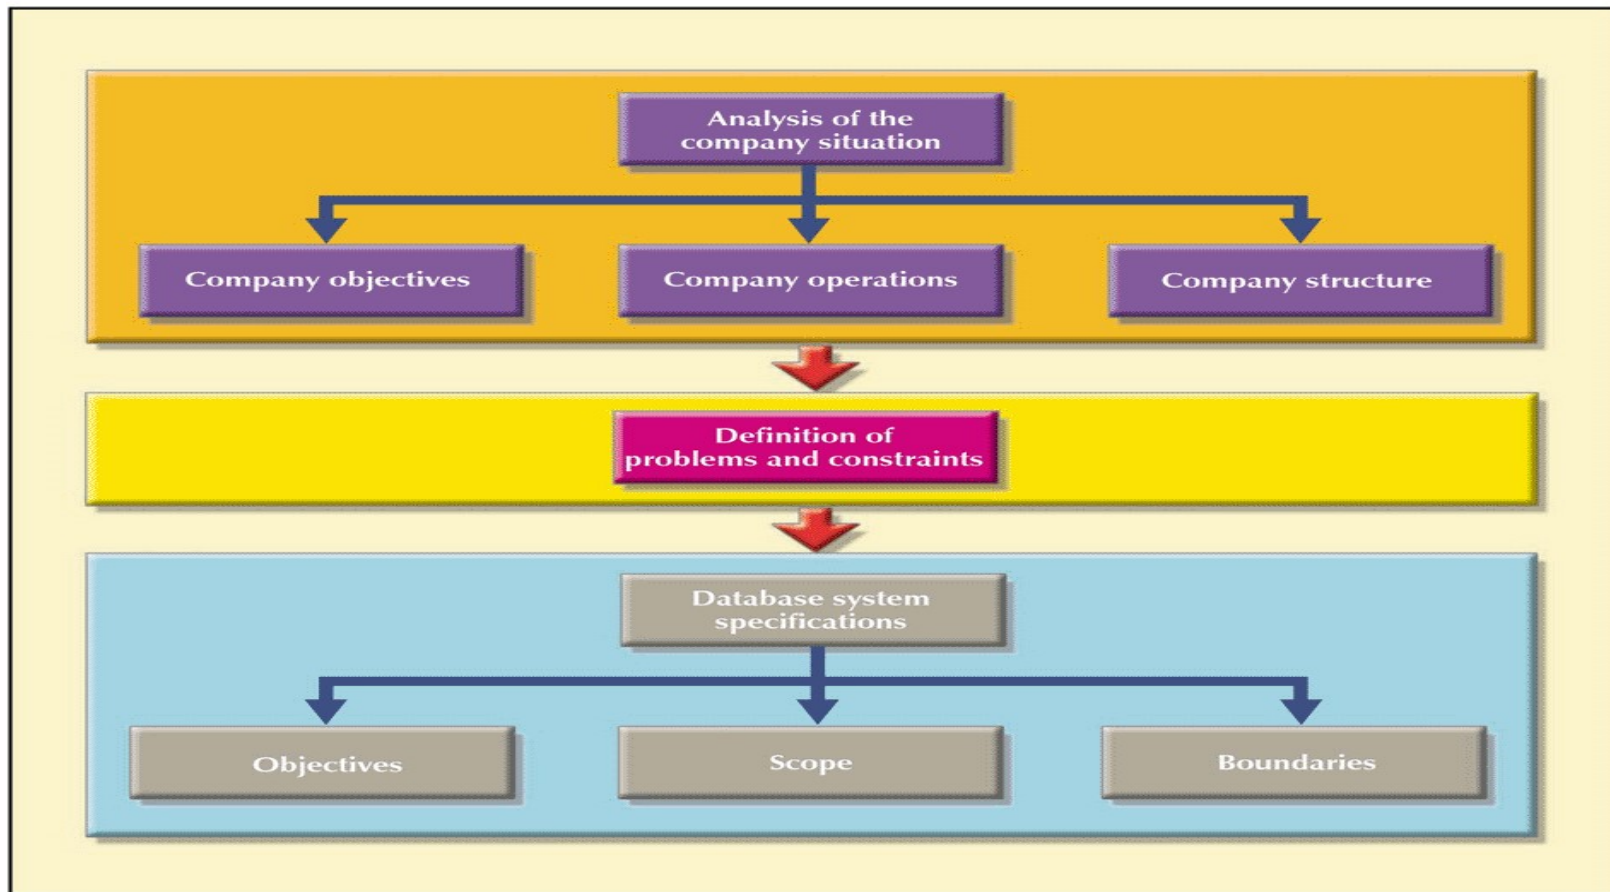 Analysis of the
company situation
Company objectives
Company operations
Company structure
Definition of
problems and constraints
Database system
specifications
Objectives
Scope
Boundaries